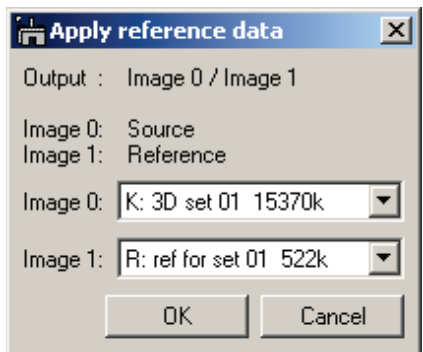 Apply reference data
Output : Image 0 / Image 1
Image 0: Source
Image 1: Reference
Image 0: K: 3D set 01 15370k
Image 1: R: ref for set 01 522k
OK Cancel